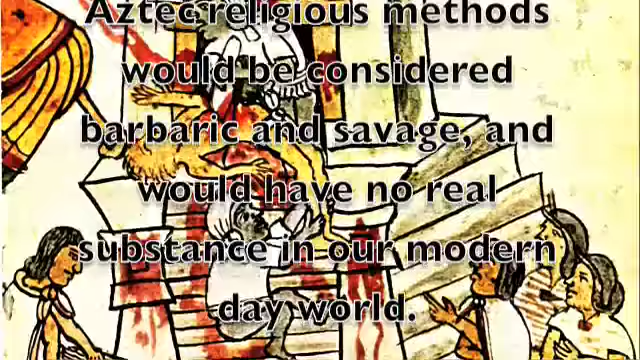 Aztec religious methods
would be considered
barbaric and savage, and
would have no real
substance in our modern
day world.